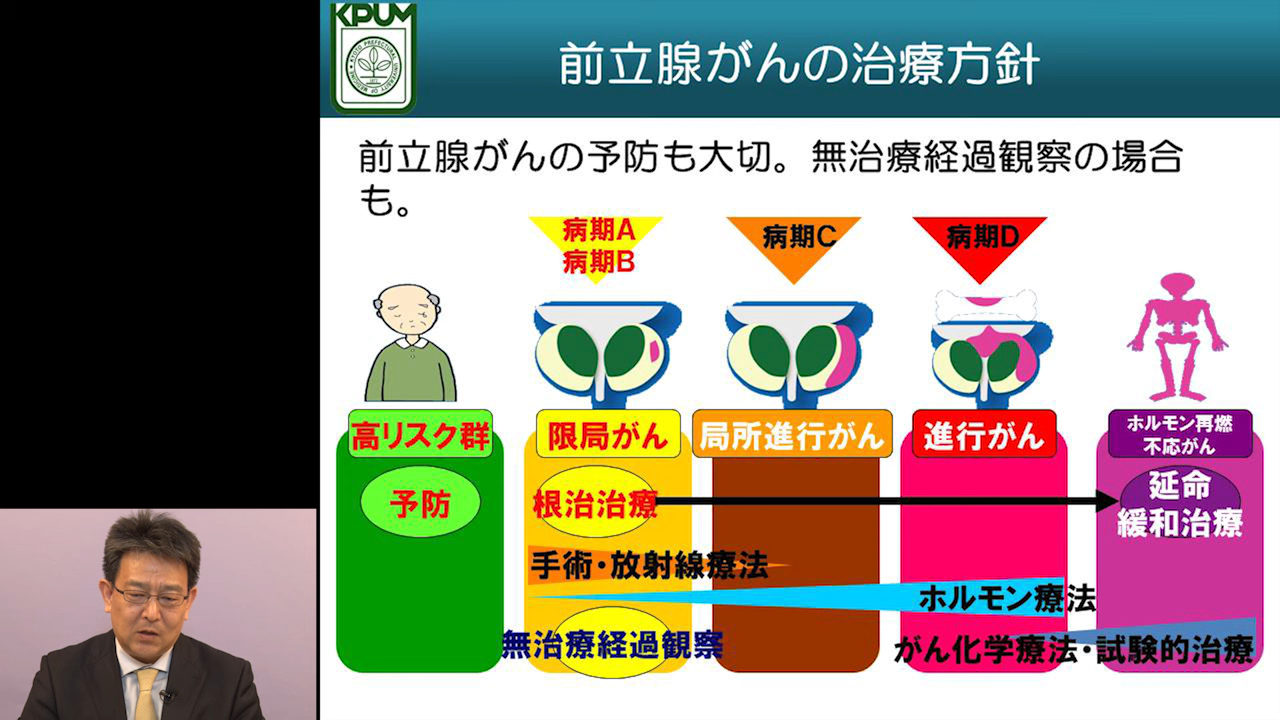 KPUM
KYOTO PREFECTURAL UNIVERSITY OF MEDICINE
1872
前立腺がんの治療方針
前立腺がんの予防も大切。無治療経過観察の場合
も。
病期A
病期B
病期C
病期D
高リスク群
限局がん
局所進行がん
進行がん
ホルモン再燃
不応がん
予防
根治治療
延命
緩和治療
手術・放射線療法
ホルモン療法
無治療経過観察
がん化学療法・試験的治療